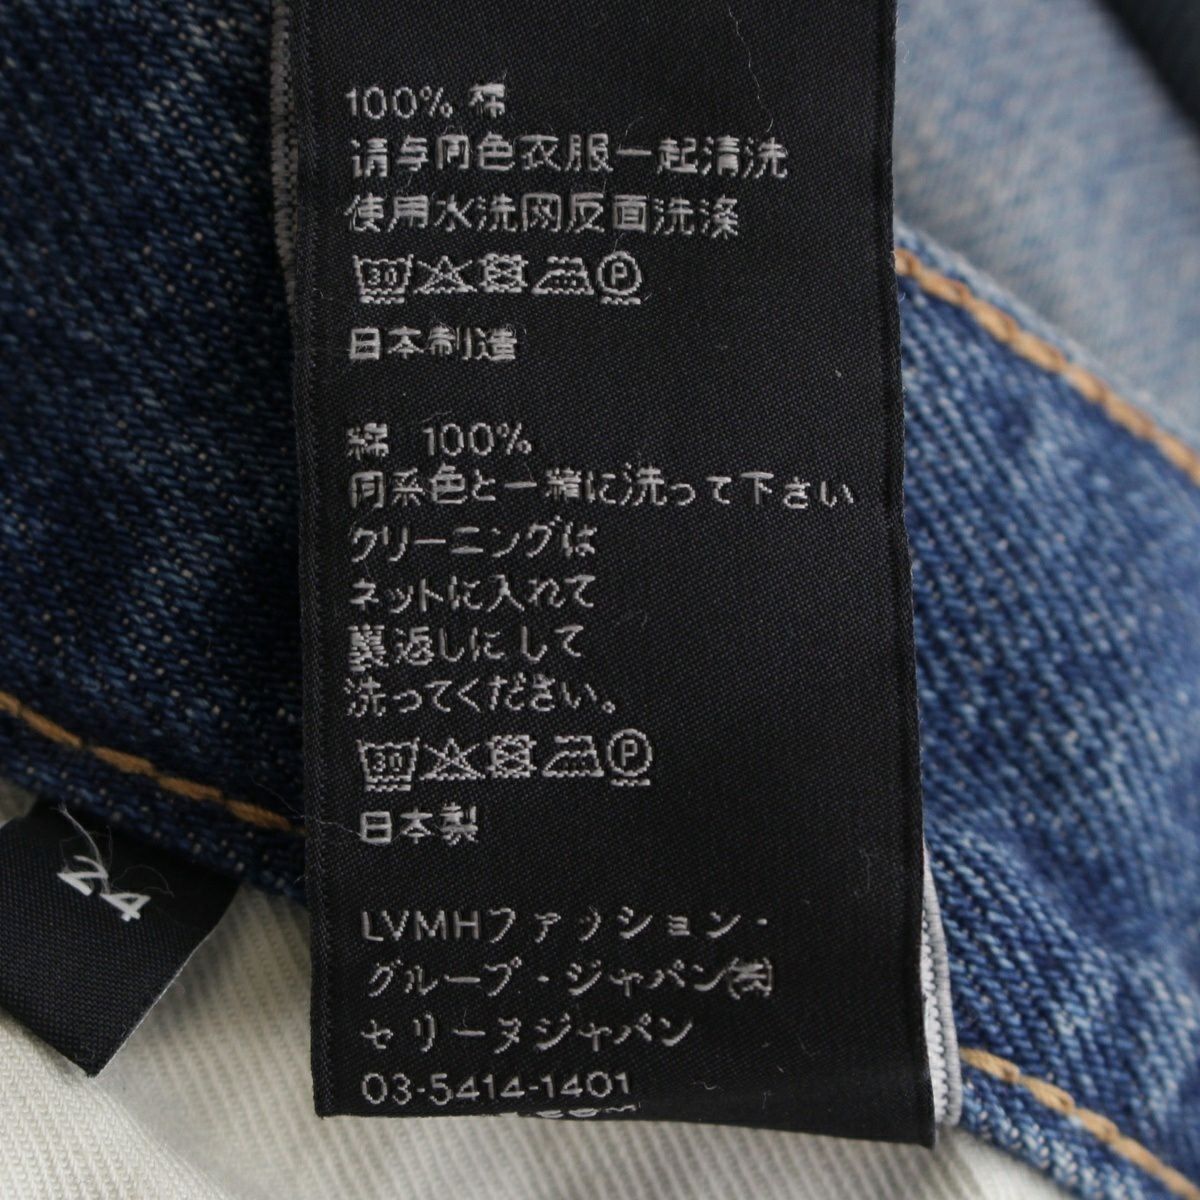 100% 棉
请与同色衣服一起清洗
使用水洗网反面洗涤
30 P
日本制造
綿 100%
同系色と一緒に洗って下さい
クリーニングは
ネットに入れて
裏返しにして
洗ってください。
30 P
日本製
LVMHファッション・
グループ・ジャパン㈱
セリーヌジャパン
03-5414-1401
24